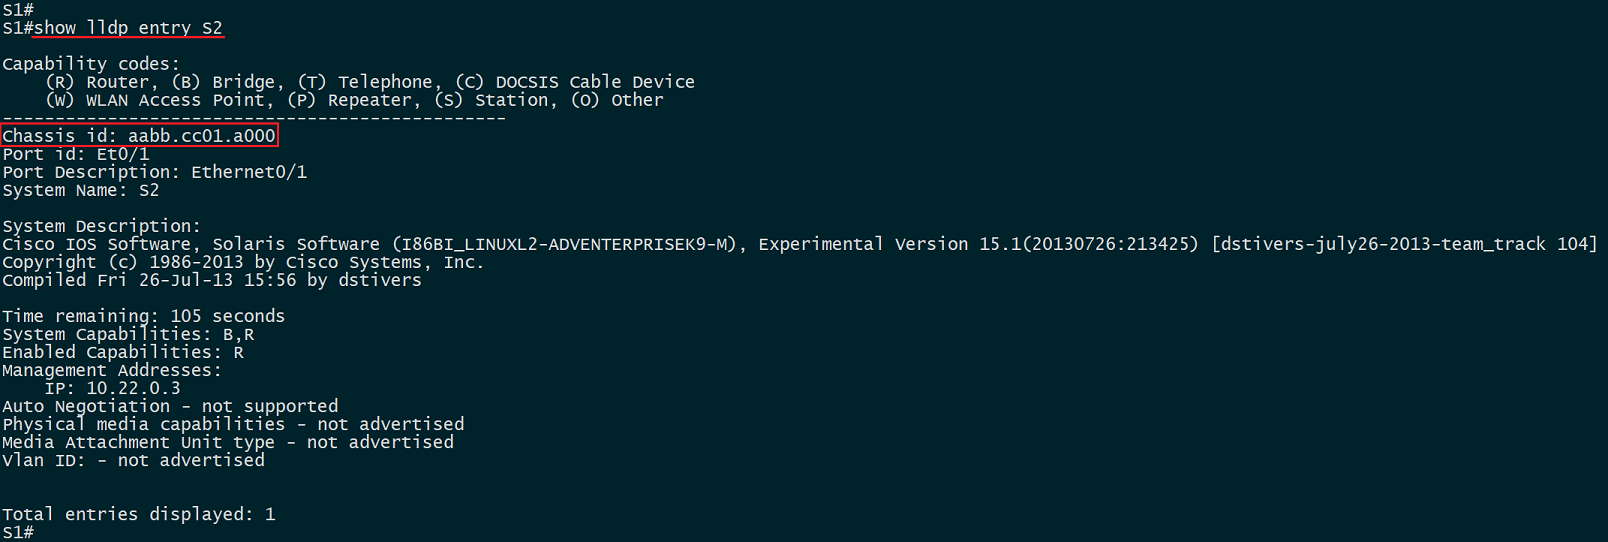 S1#
S1#show lldp entry S2
Capability codes:
(R) Router, (B) Bridge, (T) Telephone, (C) DOCSIS Cable Device
(W) WLAN Access Point, (P) Repeater, (S) Station, (O) Other
------------------------------------------------
Chassis id: aabb.cc01.a000
Port id: Et0/1
Port Description: Ethernet0/1
System Name: S2
System Description:
Cisco IOS Software, Solaris Software (I86BI_LINUXL2-ADVENTERPRISEK9-M), Experimental Version 15.1(20130726:213425) [dstivers-july26-2013-team_track 104]
Copyright (c) 1986-2013 by Cisco Systems, Inc.
Compiled Fri 26-Jul-13 15:56 by dstivers
Time remaining: 105 seconds
System Capabilities: B,R
Enabled Capabilities: R
Management Addresses:
IP: 10.22.0.3
Auto Negotiation - not supported
Physical media capabilities - not advertised
Media Attachment Unit type - not advertised
Vlan ID: - not advertised
Total entries displayed: 1
S1#